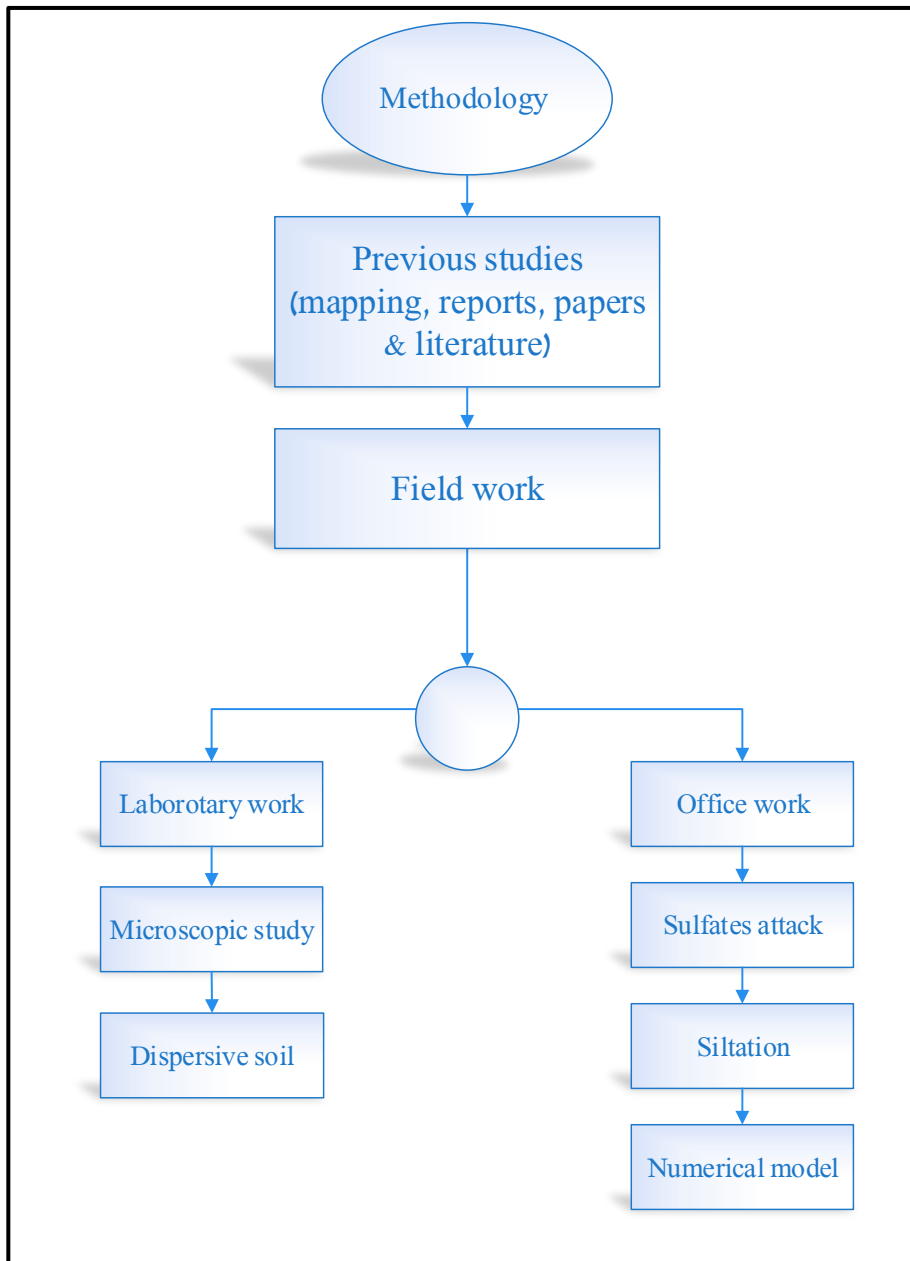 Methodology
Previous studies
(mapping, reports, papers
& literature)
Field work
Laborotary work
Microscopic study
Dispersive soil
Office work
Sulfates attack
Siltation
Numerical model